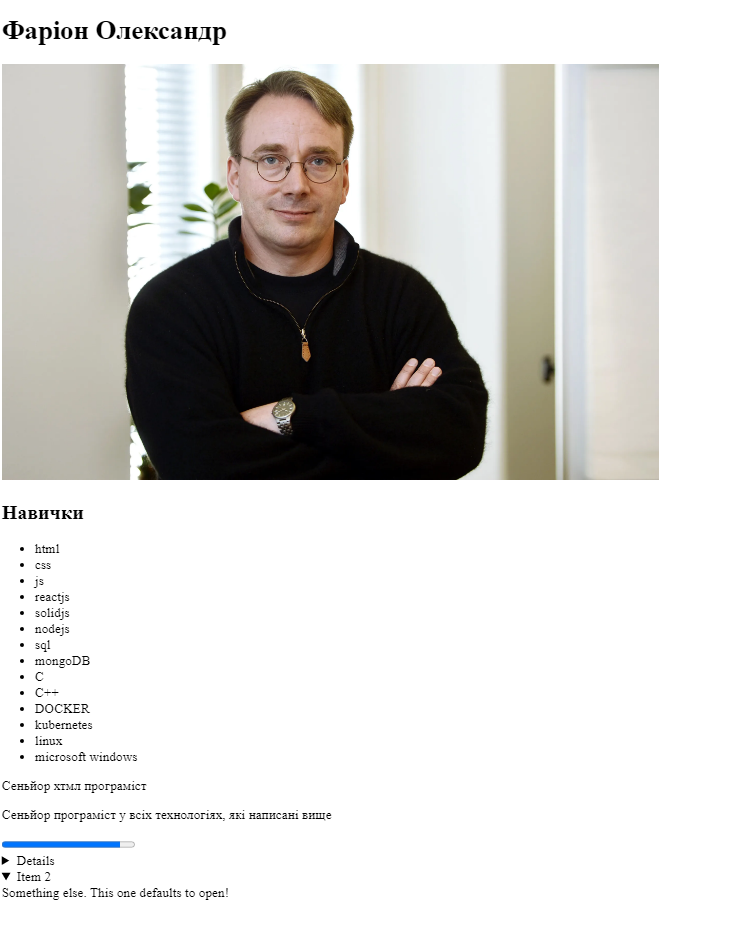 Фаріон Олександр
Навички
html
css
js
reactjs
solidjs
nodejs
sql
mongoDB
C
C++
DOCKER
kubernetes
linux
microsoft windows
Сеньйор хтмл програміст
Сеньйор програміст у всіх технологіях, які написані вище
Details
Item 2
Something else. This one defaults to open!